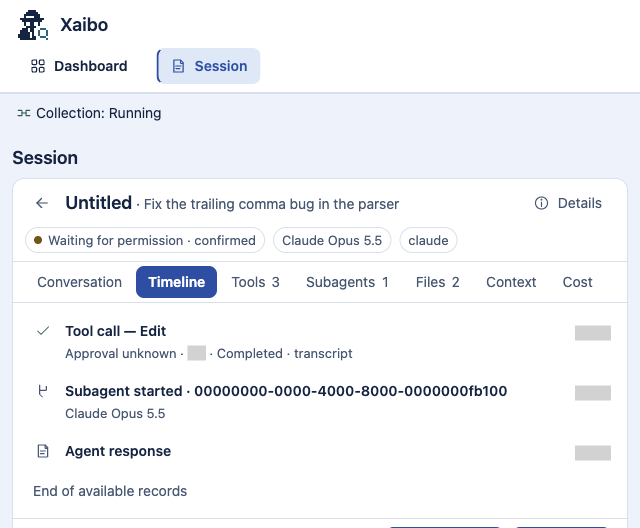 Xaibo
Dashboard
Session
Collection: Running
Session
Untitled · Fix the trailing comma bug in the parser
Details
Waiting for permission · confirmed
Claude Opus 5.5
claude
Conversation
Timeline
Tools 3
Subagents 1
Files 2
Context
Cost
Tool call — Edit
Approval unknown · · Completed · transcript
Subagent started · 00000000-0000-4000-8000-0000000fb100
Claude Opus 5.5
Agent response
End of available records